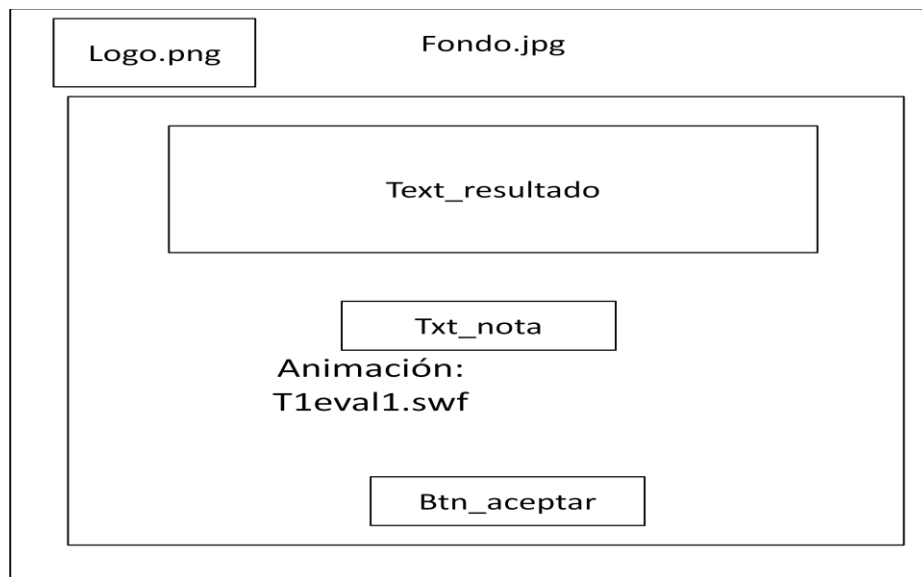 Logo.png
Fondo.jpg
Text_resultado
Txt_nota
Animación:
T1eval1.swf
Btn_aceptar